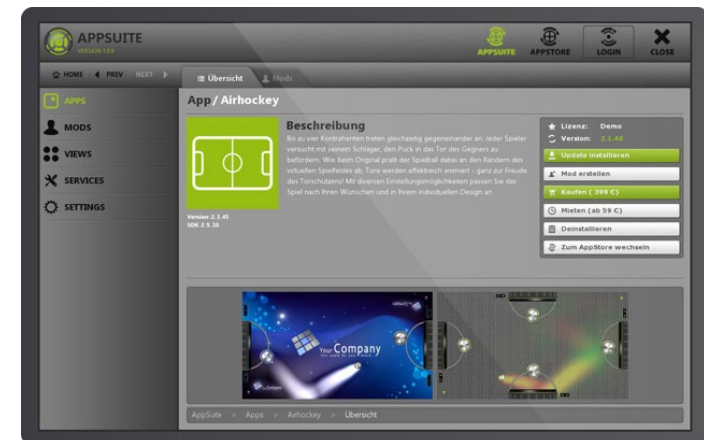 APPSUITE
VERSION 1.0.9
APPSUITE
APPSTORE
LOGIN
CLOSE
HOME
PREV
NEXT
Übersicht
Mods
APPS
MODS
VIEWS
SERVICES
SETTINGS
App / Airhockey
Beschreibung
Bis zu vier Kontrahenten treten gleichzeitig gegeneinander an: Jeder Spieler
versucht mit seinem Schläger, den Puck in das Tor des Gegners zu
befördern. Wie beim Original prallt der Spielball dabei an den Rändern des
virtuellen Spielfeldes ab, Tore werden effektreich animiert - ganz zur Freude
des Torschützens! Mit diversen Einstellungsmöglichkeiten passen Sie das
Spiel nach Ihren Wünschen und in Ihrem individuellen Design an.
Version: 2.1.45
SDK 2.5.10
Lizenz: Demo
Version: 2.1.46
Update installieren
Mod erstellen
Kaufen ( 399 €)
Mieten (ab 59 €)
Deinstallieren
Zum AppStore wechseln
Your Company
AppSuite > Apps > Airhockey > Übersicht